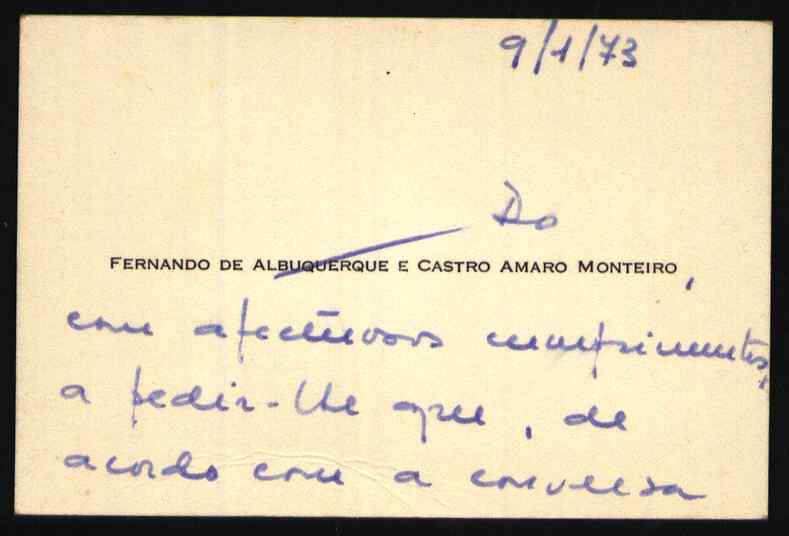 9/1/73
Do
FERNANDO DE ALBUQUERQUE E CASTRO AMARO MONTEIRO,
com afectuosos cumprimentos,
a pedir-lhe que, de
acordo com a conversa